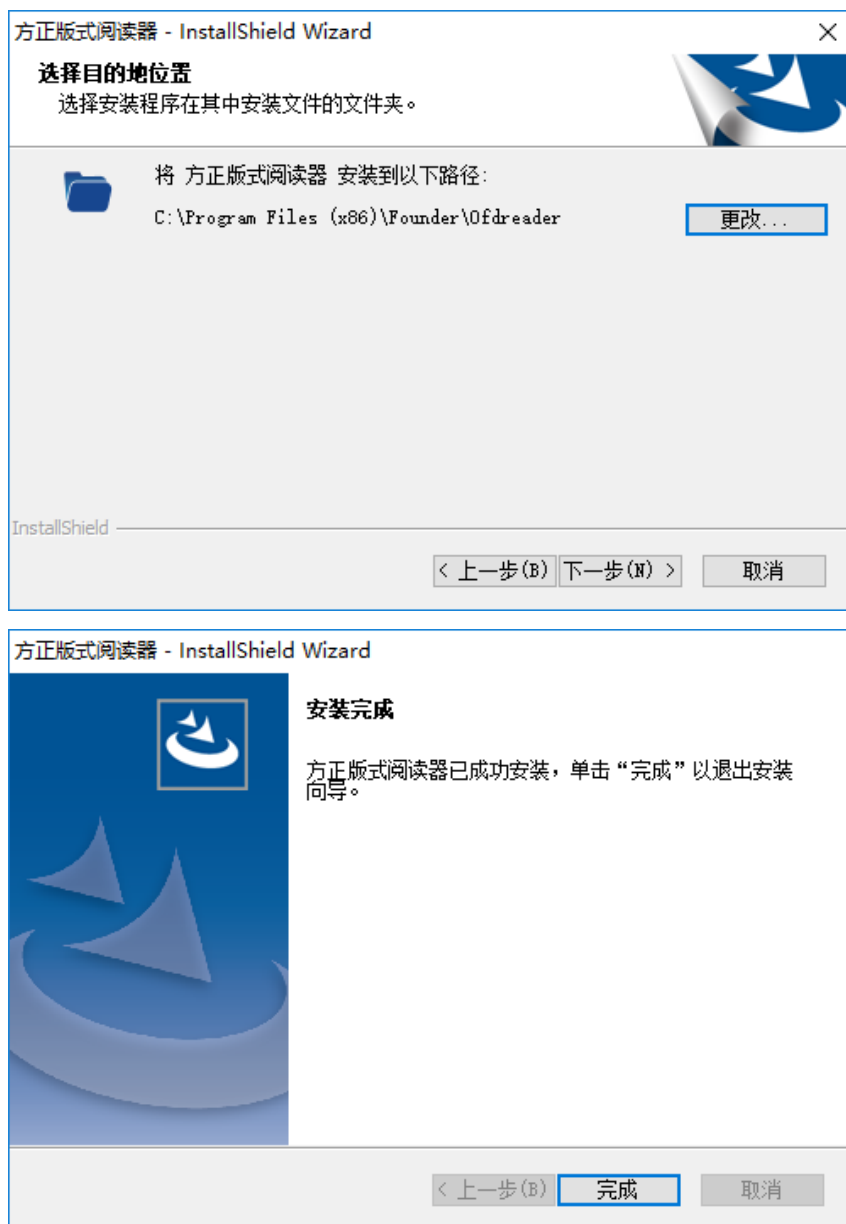 方正版式阅读器 - InstallShield Wizard
选择目的地位置
选择安装程序在其中安装文件的文件夹。
将 方正版式阅读器 安装到以下路径:
C:\Program Files (x86)\Founder\Ofdreader
更改...
InstallShield
< 上一步(B) 下一步(N) > 取消
方正版式阅读器 - InstallShield Wizard
安装完成
方正版式阅读器已成功安装，单击“完成”以退出安装
向导。
< 上一步(B) 完成 取消